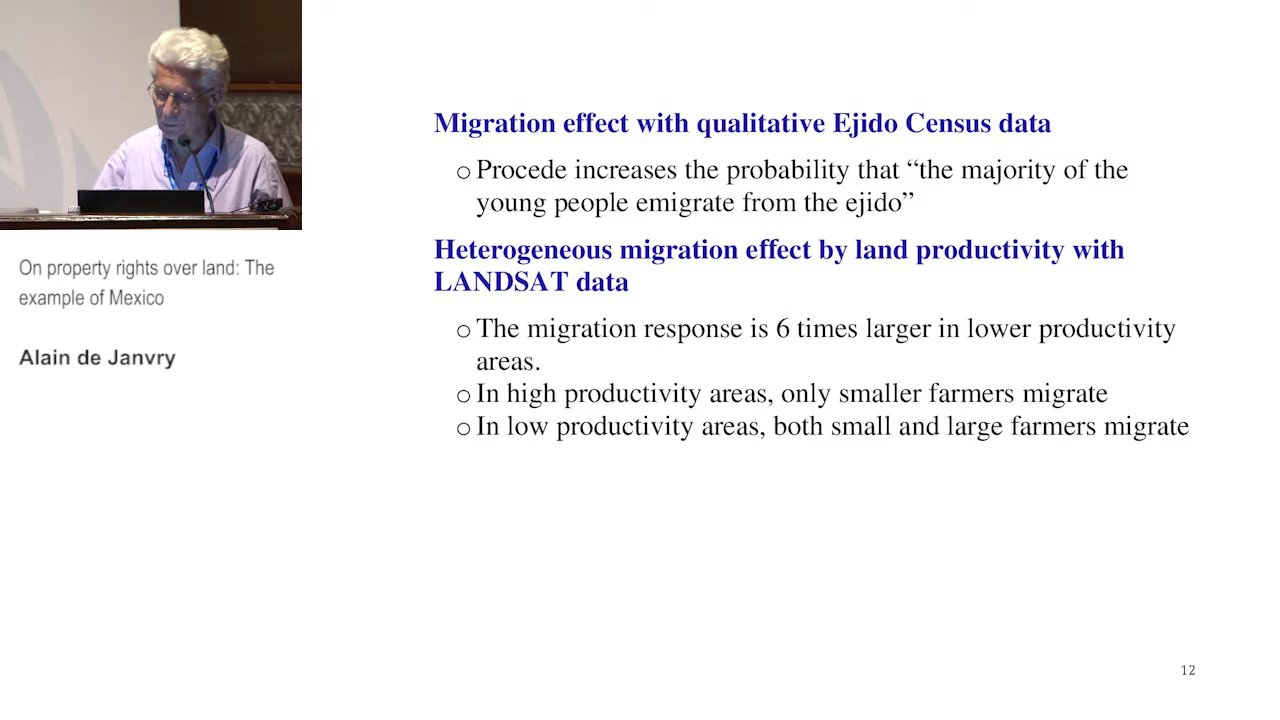 On property rights over land: The
example of Mexico
Alain de Janvry
Migration effect with qualitative Ejido Census data
o Procede increases the probability that “the majority of the
young people emigrate from the ejido”
Heterogeneous migration effect by land productivity with
LANDSAT data
o The migration response is 6 times larger in lower productivity
areas.
o In high productivity areas, only smaller farmers migrate
o In low productivity areas, both small and large farmers migrate
12